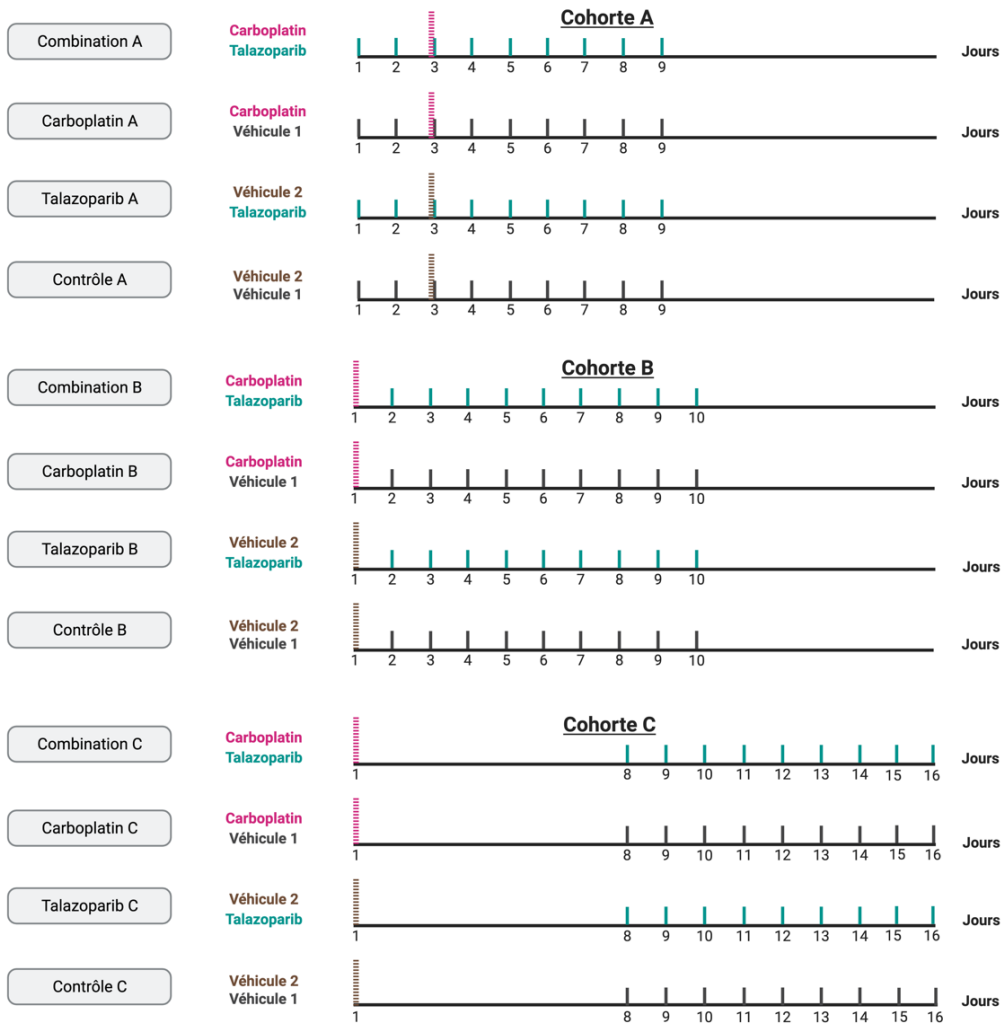 Cohorte A
Combination A Carboplatin
Talazoparib Jours
1 2 3 4 5 6 7 8 9
Carboplatin A Carboplatin
Véhicule 1 Jours
1 2 3 4 5 6 7 8 9
Talazoparib A Véhicule 2
Talazoparib Jours
1 2 3 4 5 6 7 8 9
Contrôle A Véhicule 2
Véhicule 1 Jours
1 2 3 4 5 6 7 8 9
Cohorte B
Combination B Carboplatin
Talazoparib Jours
1 2 3 4 5 6 7 8 9 10
Carboplatin B Carboplatin
Véhicule 1 Jours
1 2 3 4 5 6 7 8 9 10
Talazoparib B Véhicule 2
Talazoparib Jours
1 2 3 4 5 6 7 8 9 10
Contrôle B Véhicule 2
Véhicule 1 Jours
1 2 3 4 5 6 7 8 9 10
Cohorte C
Combination C Carboplatin
Talazoparib Jours
1 8 9 10 11 12 13 14 15 16
Carboplatin C Carboplatin
Véhicule 1 Jours
1 8 9 10 11 12 13 14 15 16
Talazoparib C Véhicule 2
Talazoparib Jours
1 8 9 10 11 12 13 14 15 16
Contrôle C Véhicule 2
Véhicule 1 Jours
1 8 9 10 11 12 13 14 15 16